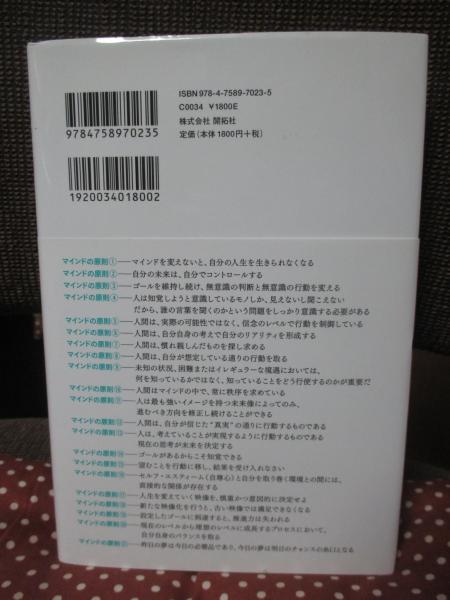 ISBN978-4-7589-7023-5
C0034 ¥1800E
株式会社 開拓社
定価(本体1800円+税)
9784758970235
1920034018002
マインドの原則①——マインドを変えないと、自分の人生を生きられなくなる
マインドの原則②——自分の未来は、自分でコントロールする
マインドの原則③——ゴールを維持し続け、無意識の判断と無意識の行動を変える
マインドの原則④——人は知覚しようと意識しているモノしか、見えないし聞こえない
だから、誰の言葉を聞くのかという問題をしっかり意識する必要がある
マインドの原則⑤——人間は、実際の可能性ではなく、信念のレベルで行動を制御している
マインドの原則⑥——人間は、自分自身の考えで自分のリアリティを形成する
マインドの原則⑦——人間は、慣れ親しんだものを探し求める
マインドの原則⑧——人間は、自分が想定している通りの行動を取る
マインドの原則⑨——未知の状況、困難またはイレギュラーな境遇においては、
何を知っているかではなく、知っていることをどう行使するのかが重要だ
マインドの原則⑩——人間はマインドの中で、常に秩序を求めている
マインドの原則⑪——人は最も強いイメージを持つ未来像によってのみ、
進むべき方向を修正し続けることができる
マインドの原則⑫——人間は、自分が信じた“真実”の通りに行動するものである
マインドの原則⑬——人は、考えていることが実現するように行動するものである
現在の思考が未来を決定する
マインドの原則⑭——ゴールがあるからこそ知覚できる
マインドの原則⑮——望むことを行動に移し、結果を受け入れなさい
マインドの原則⑯——セルフ・エスティーム(自尊心)と自分を取り巻く環境との間には、
直接的な関係が存在する
マインドの原則⑰——人生を変えていく映像を、慎重かつ意図的に決定せよ
マインドの原則⑱——新たな映像化を行うと、古い映像では満足できなくなる
マインドの原則⑲——設定したゴールに到達すると、推進力は失われる
マインドの原則⑳——現在のレベルから理想のレベルに成長するプロセスにおいて、
自分自身のバランスを取る
マインドの原則㉑——昨日の夢は今日の必需品であり、今日の夢は明日のチャンスの糸口となる